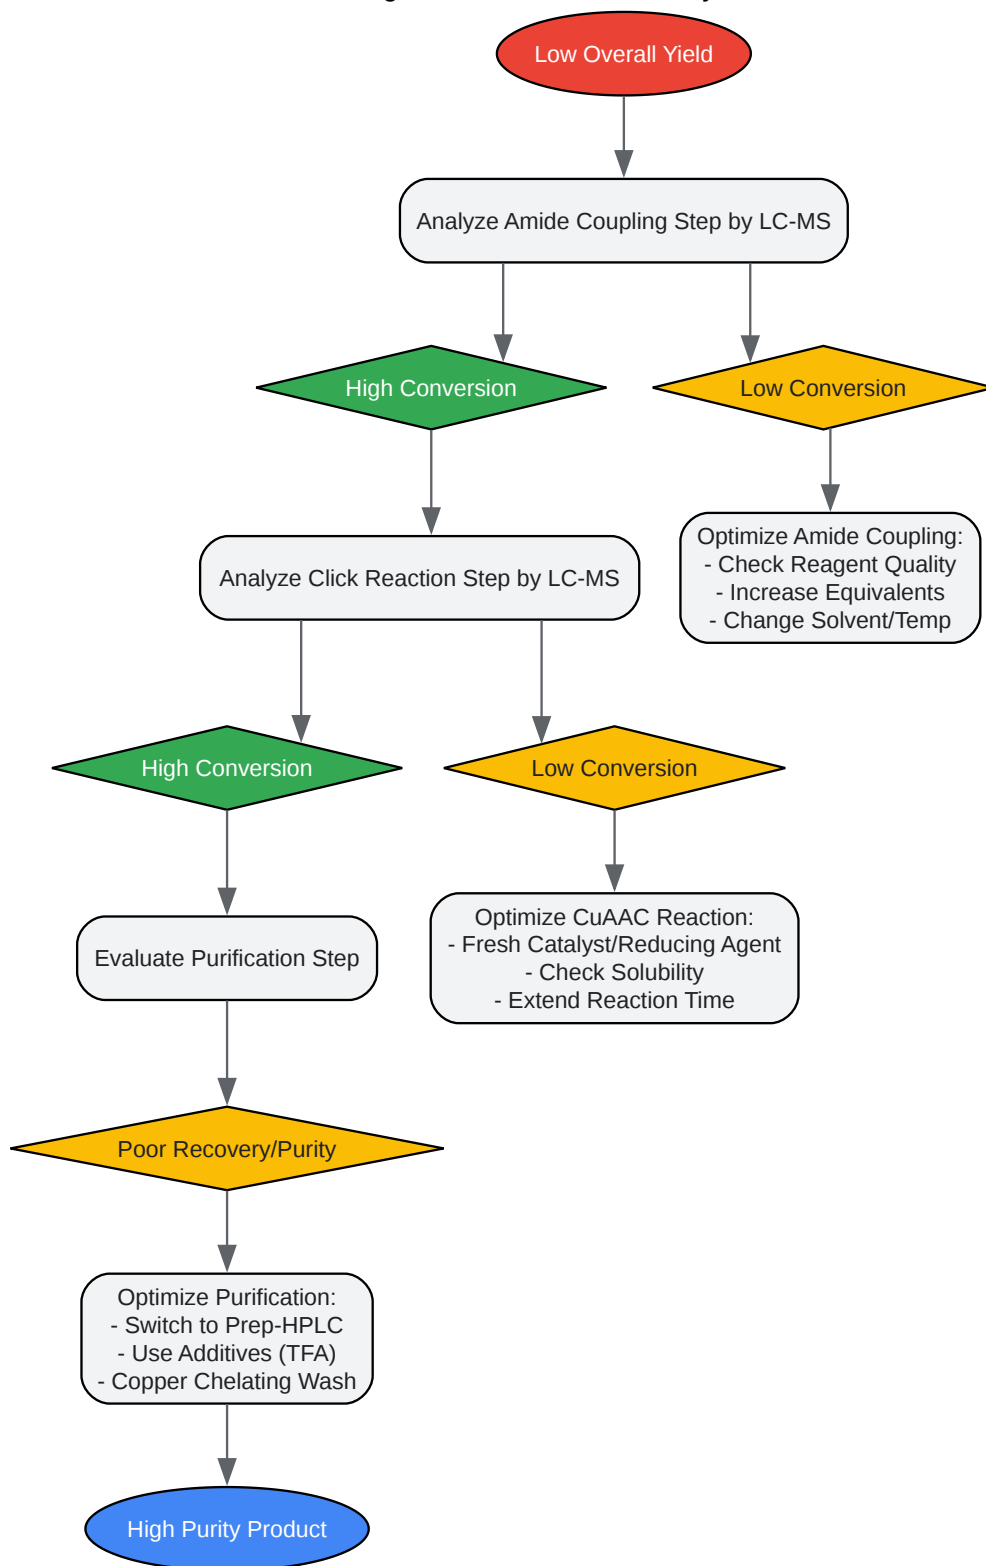 Low Overall Yield
Analyze Amide Coupling Step by LC-MS
High Conversion
Low Conversion
Optimize Amide Coupling:
- Check Reagent Quality
- Increase Equivalents
- Change Solvent/Temp
Analyze Click Reaction Step by LC-MS
High Conversion
Low Conversion
Optimize CuAAC Reaction:
- Fresh Catalyst/Reducing Agent
- Check Solubility
- Extend Reaction Time
Evaluate Purification Step
Poor Recovery/Purity
Optimize Purification:
- Switch to Prep-HPLC
- Use Additives (TFA)
- Copper Chelating Wash
High Purity Product